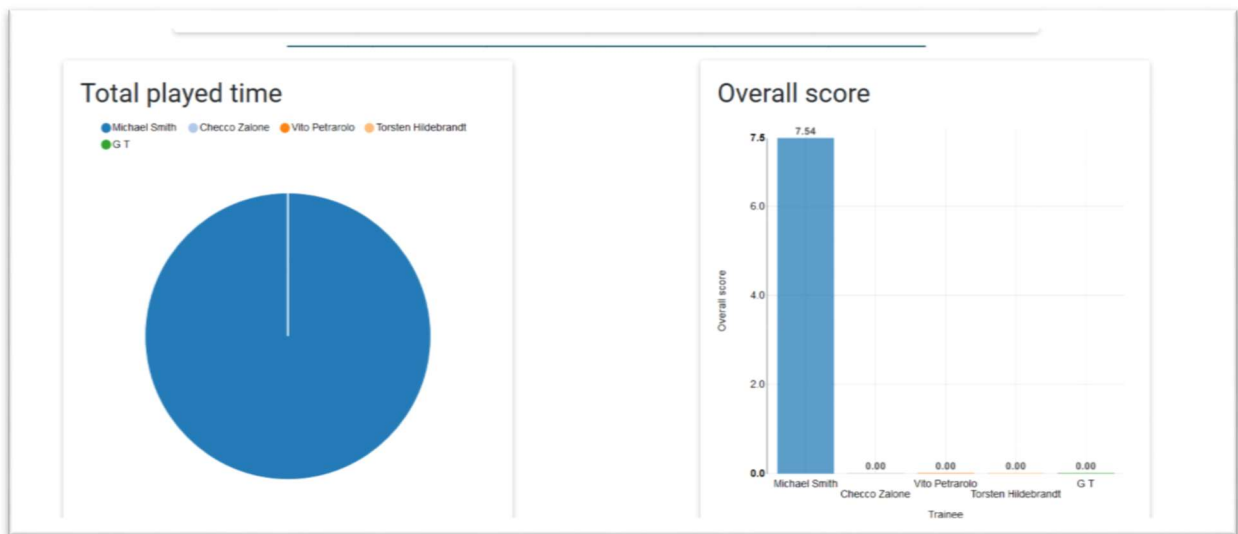 Total played time
Michael Smith Checco Zalone Vito Petrarolo Torsten Hildebrandt
G T
Overall score
7.54
7.5
6.0
4.0
2.0
0.0
Overall score
0.00 0.00 0.00 0.00
Michael Smith Vito Petrarolo G T
Checco Zalone Torsten Hildebrandt
Trainee